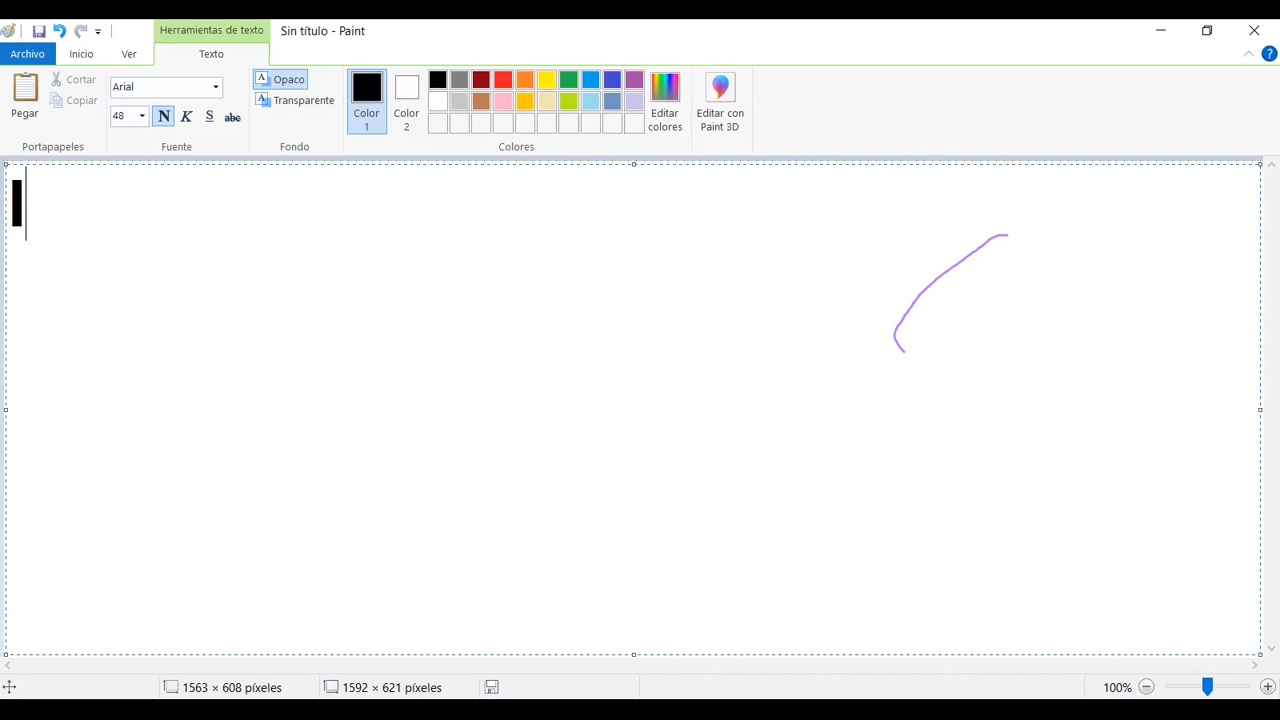 Herramientas de texto Sin título - Paint
Archivo Inicio Ver Texto
Pegar
Cortar
Copiar
Portapapeles
Arial
48 N K S abc
Fuente
A Opaco
A Transparente
Fondo
Color 1
Color 2
Editar colores
Colores
Editar con Paint 3D
I
1563 × 608 píxeles 1592 × 621 píxeles 100%